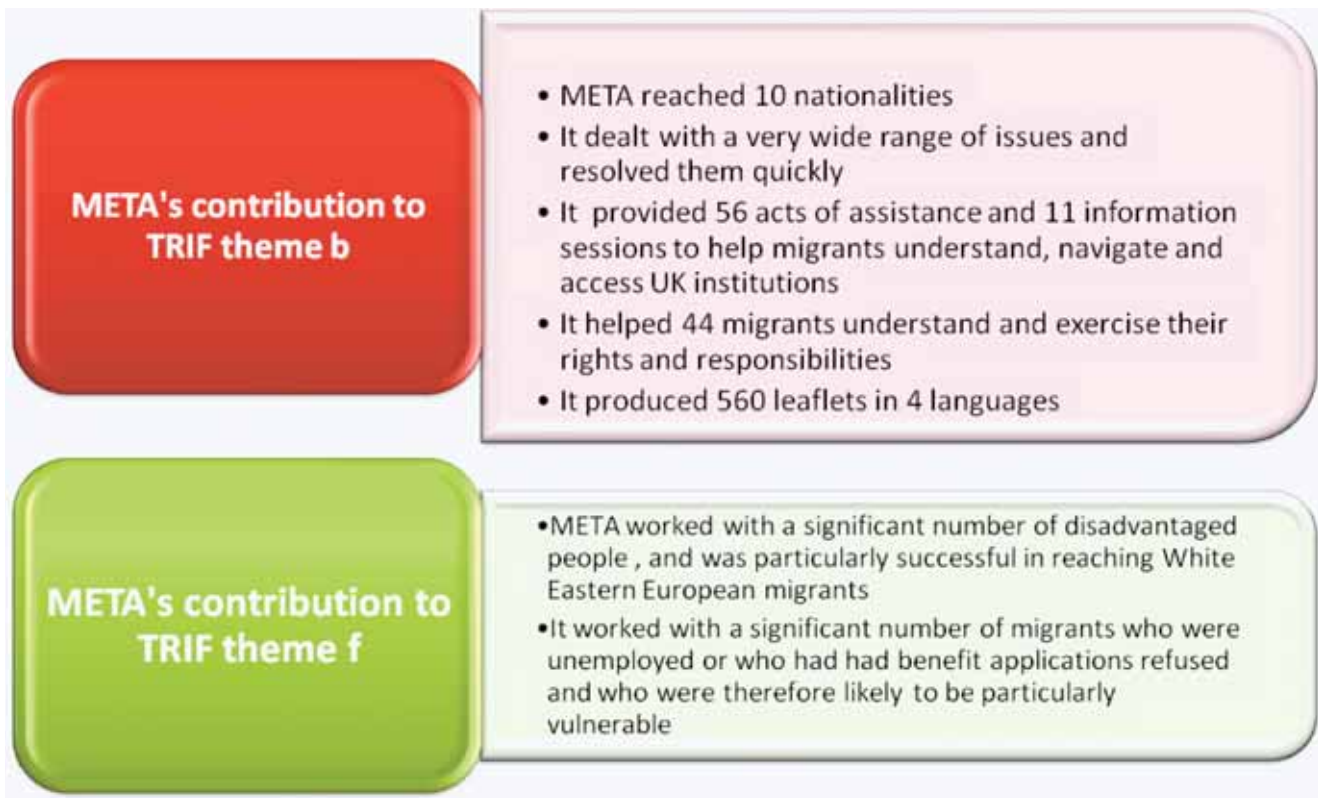 META's contribution to
TRIF theme b
• META reached 10 nationalities
• It dealt with a very wide range of issues and
resolved them quickly
• It provided 56 acts of assistance and 11 information
sessions to help migrants understand, navigate and
access UK institutions
• It helped 44 migrants understand and exercise their
rights and responsibilities
• It produced 560 leaflets in 4 languages
META's contribution to
TRIF theme f
•META worked with a significant number of disadvantaged
people , and was particularly successful in reaching White
Eastern European migrants
•It worked with a significant number of migrants who were
unemployed or who had had benefit applications refused
and who were therefore likely to be particularly
vulnerable